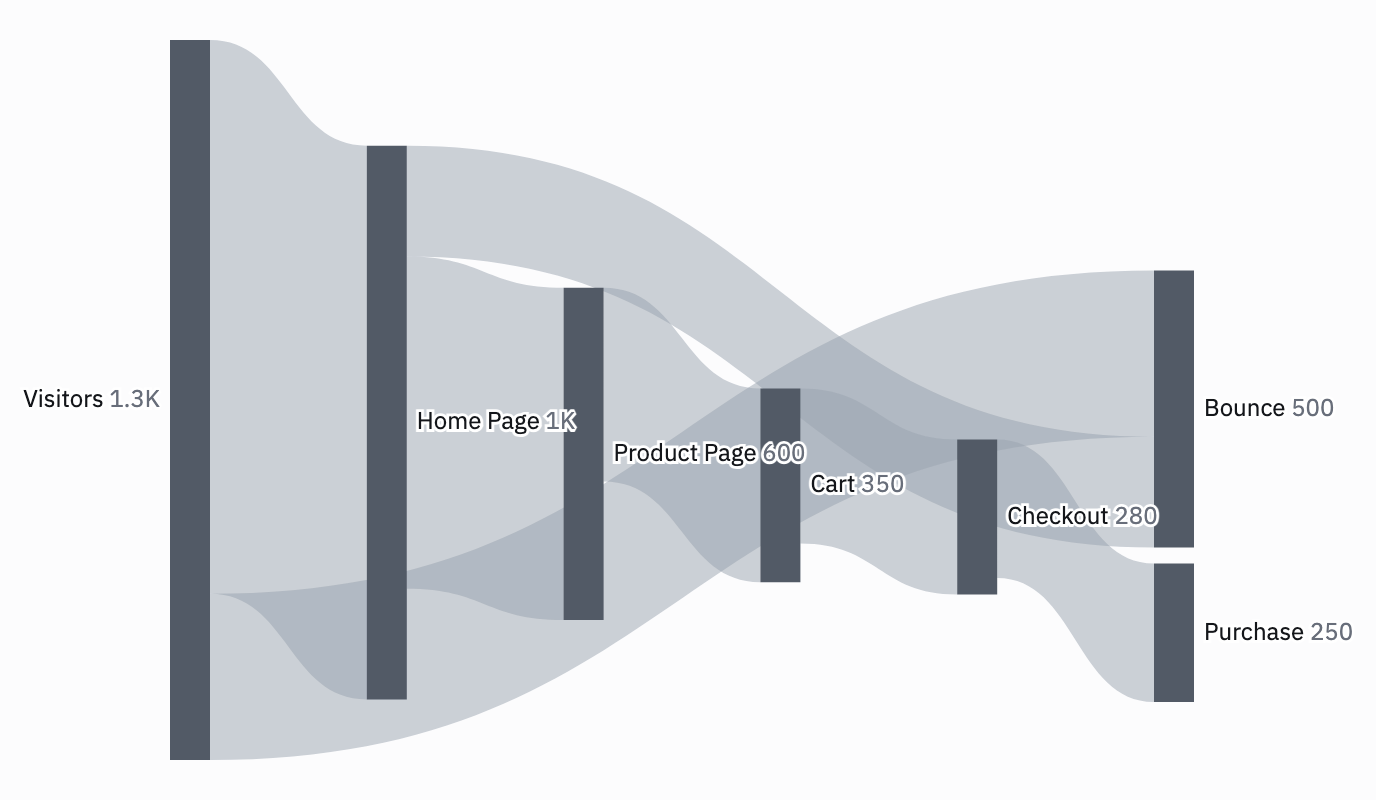 Visitors 1.3K
Home Page 1K
Product Page 600
Cart 350
Checkout 280
Bounce 500
Purchase 250